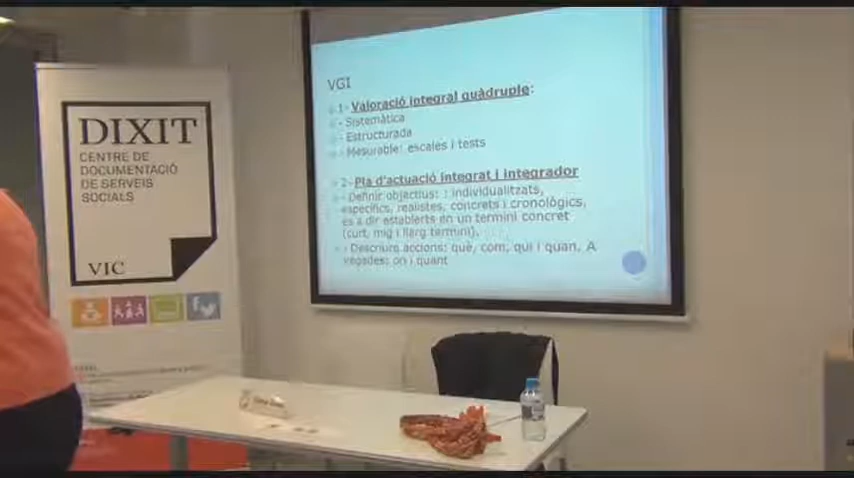 DIXIT
CENTRE DE
DOCUMENTACIÓ
DE SERVEIS
SOCIALS
VIC
VGI
1- Valoració integral quàdruple:
- Sistemàtica
- Estructurada
- Mesurable: escales i tests
2- Pla d'actuació integrat i integrador
- Definir objectius: : individualitzats,
específics, realistes, concrets i cronològics,
és a dir establerts en un termini concret
(curt, mig i llarg termini).
- Descriure accions: què, com, qui i quan. A
vegades: on i quant